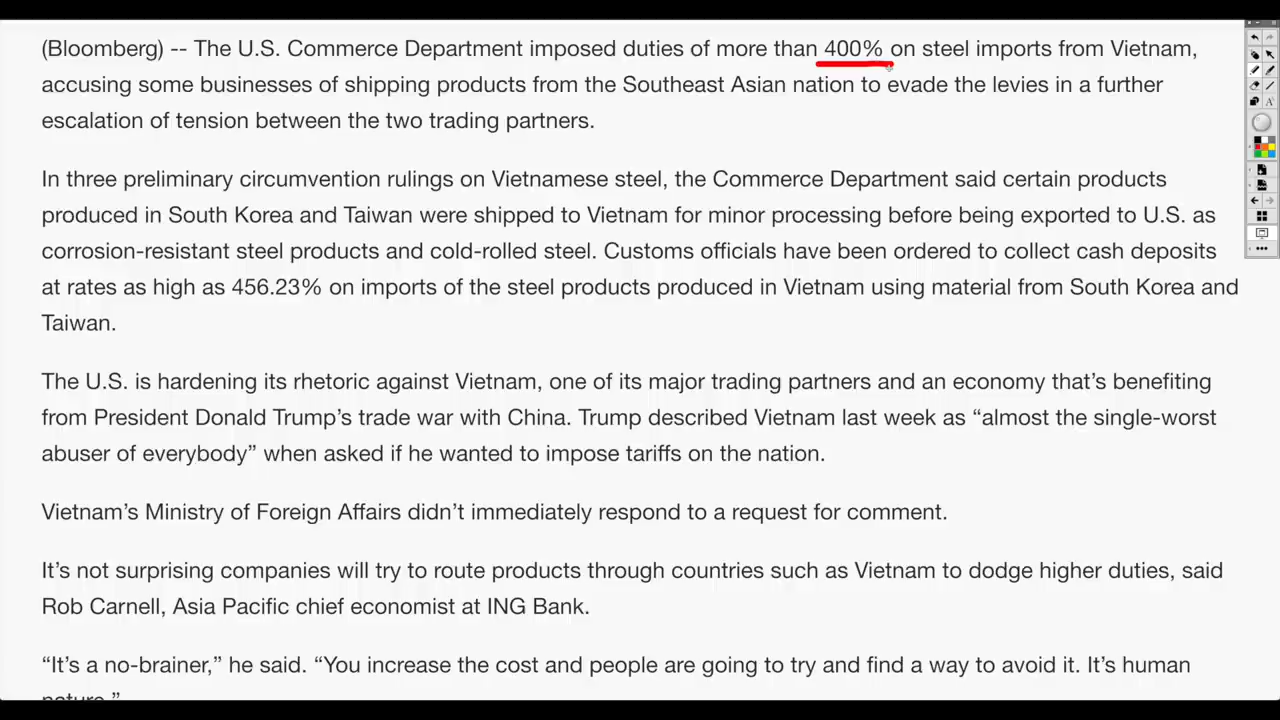 (Bloomberg) -- The U.S. Commerce Department imposed duties of more than 400% on steel imports from Vietnam,
accusing some businesses of shipping products from the Southeast Asian nation to evade the levies in a further
escalation of tension between the two trading partners.
In three preliminary circumvention rulings on Vietnamese steel, the Commerce Department said certain products
produced in South Korea and Taiwan were shipped to Vietnam for minor processing before being exported to U.S. as
corrosion-resistant steel products and cold-rolled steel. Customs officials have been ordered to collect cash deposits
at rates as high as 456.23% on imports of the steel products produced in Vietnam using material from South Korea and
Taiwan.
The U.S. is hardening its rhetoric against Vietnam, one of its major trading partners and an economy that’s benefiting
from President Donald Trump’s trade war with China. Trump described Vietnam last week as “almost the single-worst
abuser of everybody” when asked if he wanted to impose tariffs on the nation.
Vietnam’s Ministry of Foreign Affairs didn’t immediately respond to a request for comment.
It’s not surprising companies will try to route products through countries such as Vietnam to dodge higher duties, said
Rob Carnell, Asia Pacific chief economist at ING Bank.
“It’s a no-brainer,” he said. “You increase the cost and people are going to try and find a way to avoid it. It’s human
nature.”